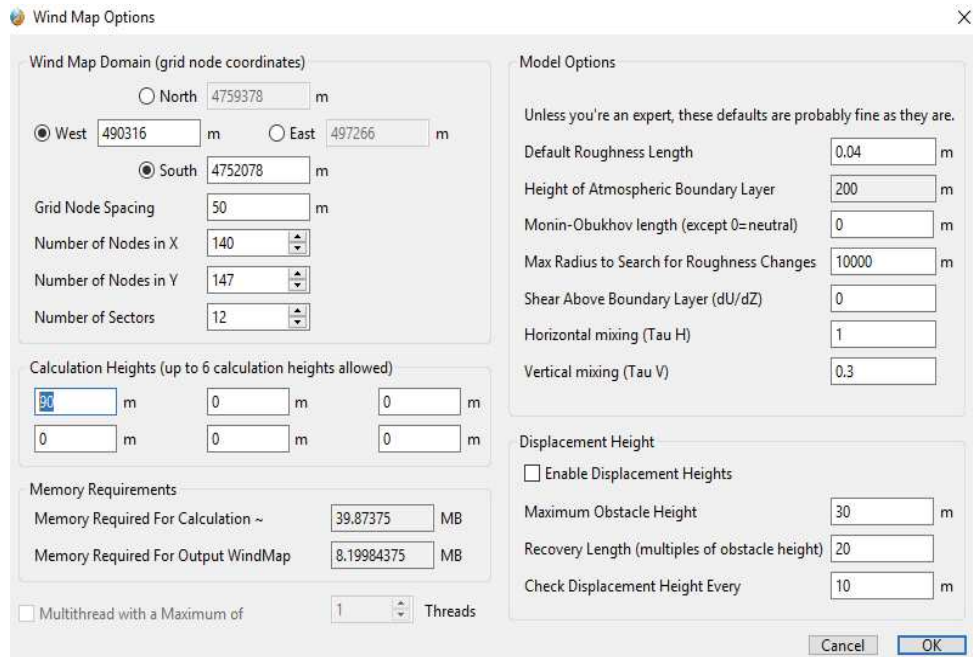 Wind Map Options
Wind Map Domain (grid node coordinates)
North 4759378 m
West 490316 m East 497266 m
South 4752078 m
Grid Node Spacing 50 m
Number of Nodes in X 140
Number of Nodes in Y 147
Number of Sectors 12
Calculation Heights (up to 6 calculation heights allowed)
90 m 0 m 0 m
0 m 0 m 0 m
Memory Requirements
Memory Required For Calculation ~ 39.87375 MB
Memory Required For Output WindMap 8.19984375 MB
Multithread with a Maximum of 1 Threads
Model Options
Unless you're an expert, these defaults are probably fine as they are.
Default Roughness Length 0.04 m
Height of Atmospheric Boundary Layer 200 m
Monin-Obukhov length (except 0=neutral) 0 m
Max Radius to Search for Roughness Changes 10000 m
Shear Above Boundary Layer (dU/dZ) 0
Horizontal mixing (Tau H) 1
Vertical mixing (Tau V) 0.3
Displacement Height
Enable Displacement Heights
Maximum Obstacle Height 30 m
Recovery Length (multiples of obstacle height) 20
Check Displacement Height Every 10 m
Cancel OK